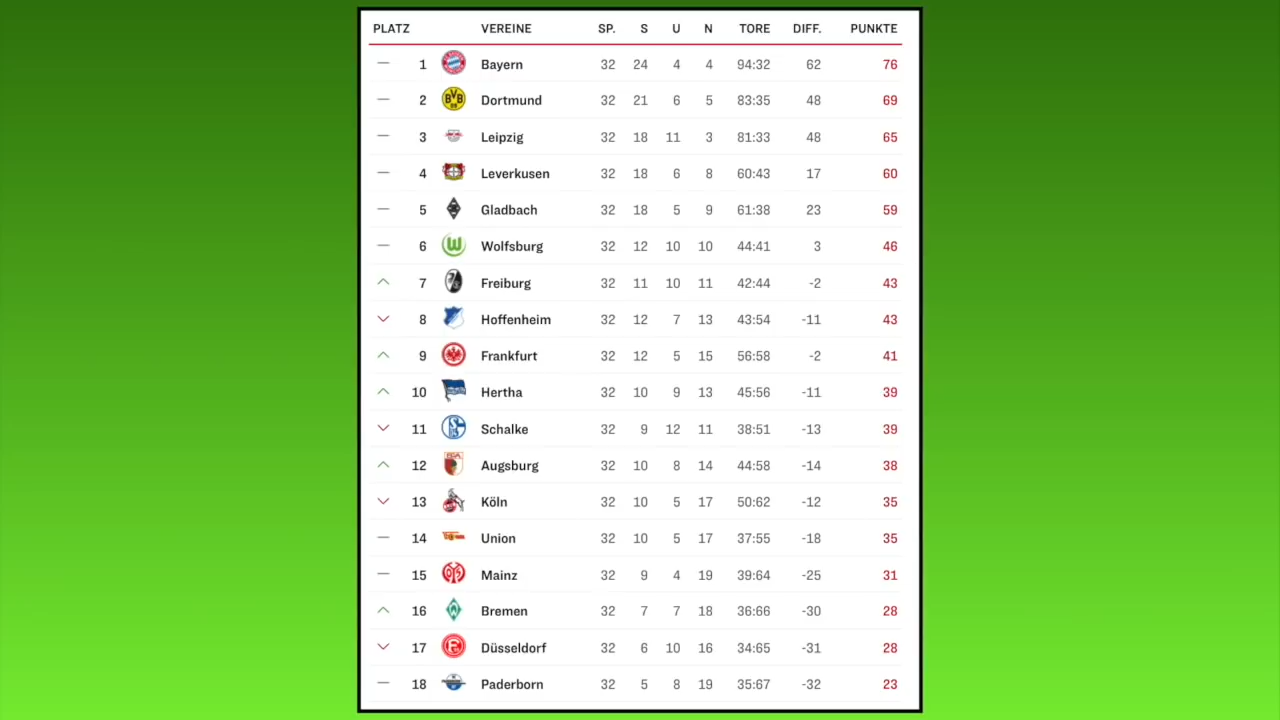 PLATZ VEREINE SP. S U N TORE DIFF. PUNKTE
1 Bayern 32 24 4 4 94:32 62 76
2 BVB 09 Dortmund 32 21 6 5 83:35 48 69
3 Leipzig 32 18 11 3 81:33 48 65
4 Leverkusen 32 18 6 8 60:43 17 60
5 Gladbach 32 18 5 9 61:38 23 59
6 W Wolfsburg 32 12 10 10 44:41 3 46
7 Freiburg 32 11 10 11 42:44 -2 43
8 Hoffenheim 32 12 7 13 43:54 -11 43
9 Frankfurt 32 12 5 15 56:58 -2 41
10 Hertha 32 10 9 13 45:56 -11 39
11 Schalke 32 9 12 11 38:51 -13 39
12 FCA Augsburg 32 10 8 14 44:58 -14 38
13 Köln 32 10 5 17 50:62 -12 35
14 Union 32 10 5 17 37:55 -18 35
15 Mainz 32 9 4 19 39:64 -25 31
16 W Bremen 32 7 7 18 36:66 -30 28
17 F Düsseldorf 32 6 10 16 34:65 -31 28
18 Paderborn 32 5 8 19 35:67 -32 23